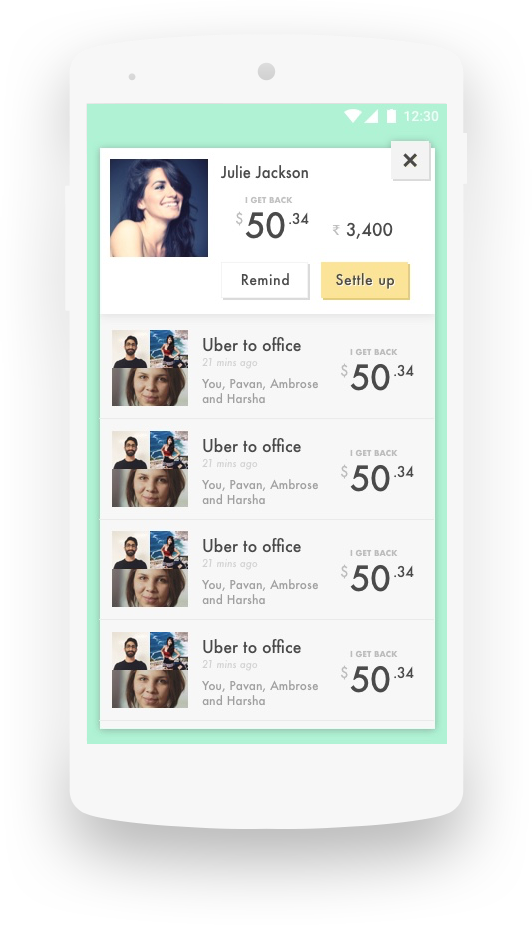 12:30
Julie Jackson
I GET BACK
$50.34
₹ 3,400
Remind
Settle up
Uber to office
21 mins ago
You, Pavan, Ambrose
and Harsha
I GET BACK
$50.34
Uber to office
21 mins ago
You, Pavan, Ambrose
and Harsha
I GET BACK
$50.34
Uber to office
21 mins ago
You, Pavan, Ambrose
and Harsha
I GET BACK
$50.34
Uber to office
21 mins ago
You, Pavan, Ambrose
and Harsha
I GET BACK
$50.34